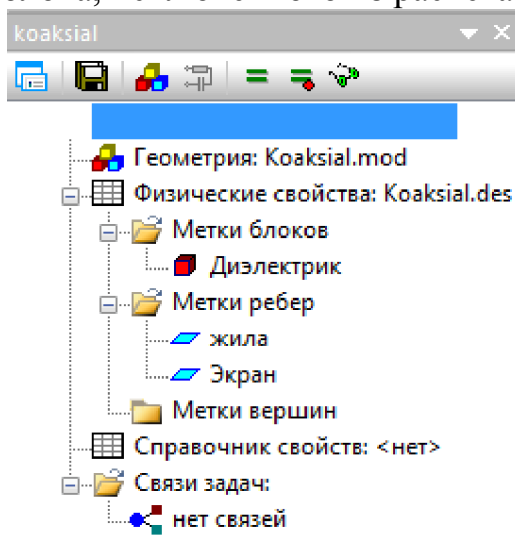 koaksial
Геометрия: Koaksial.mod
Физические свойства: Koaksial.des
Метки блоков
Диэлектрик
Метки ребер
жила
Экран
Метки вершин
Справочник свойств: <нет>
Связи задач:
нет связей